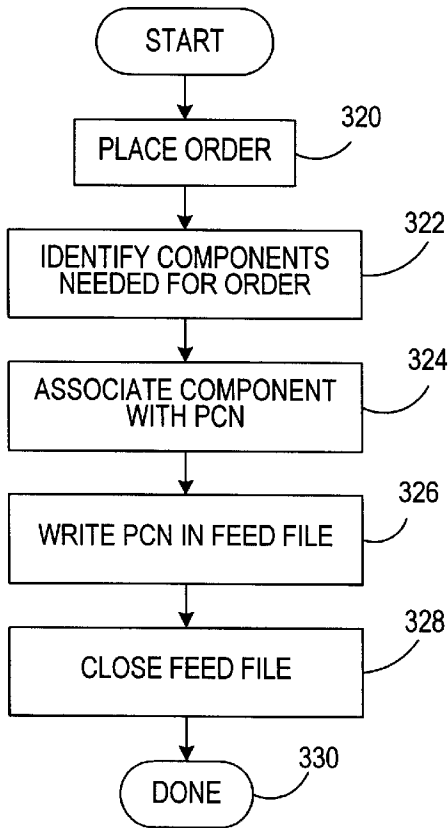 START
320
PLACE ORDER
322
IDENTIFY COMPONENTS
NEEDED FOR ORDER
324
ASSOCIATE COMPONENT
WITH PCN
326
WRITE PCN IN FEED FILE
328
CLOSE FEED FILE
330
DONE